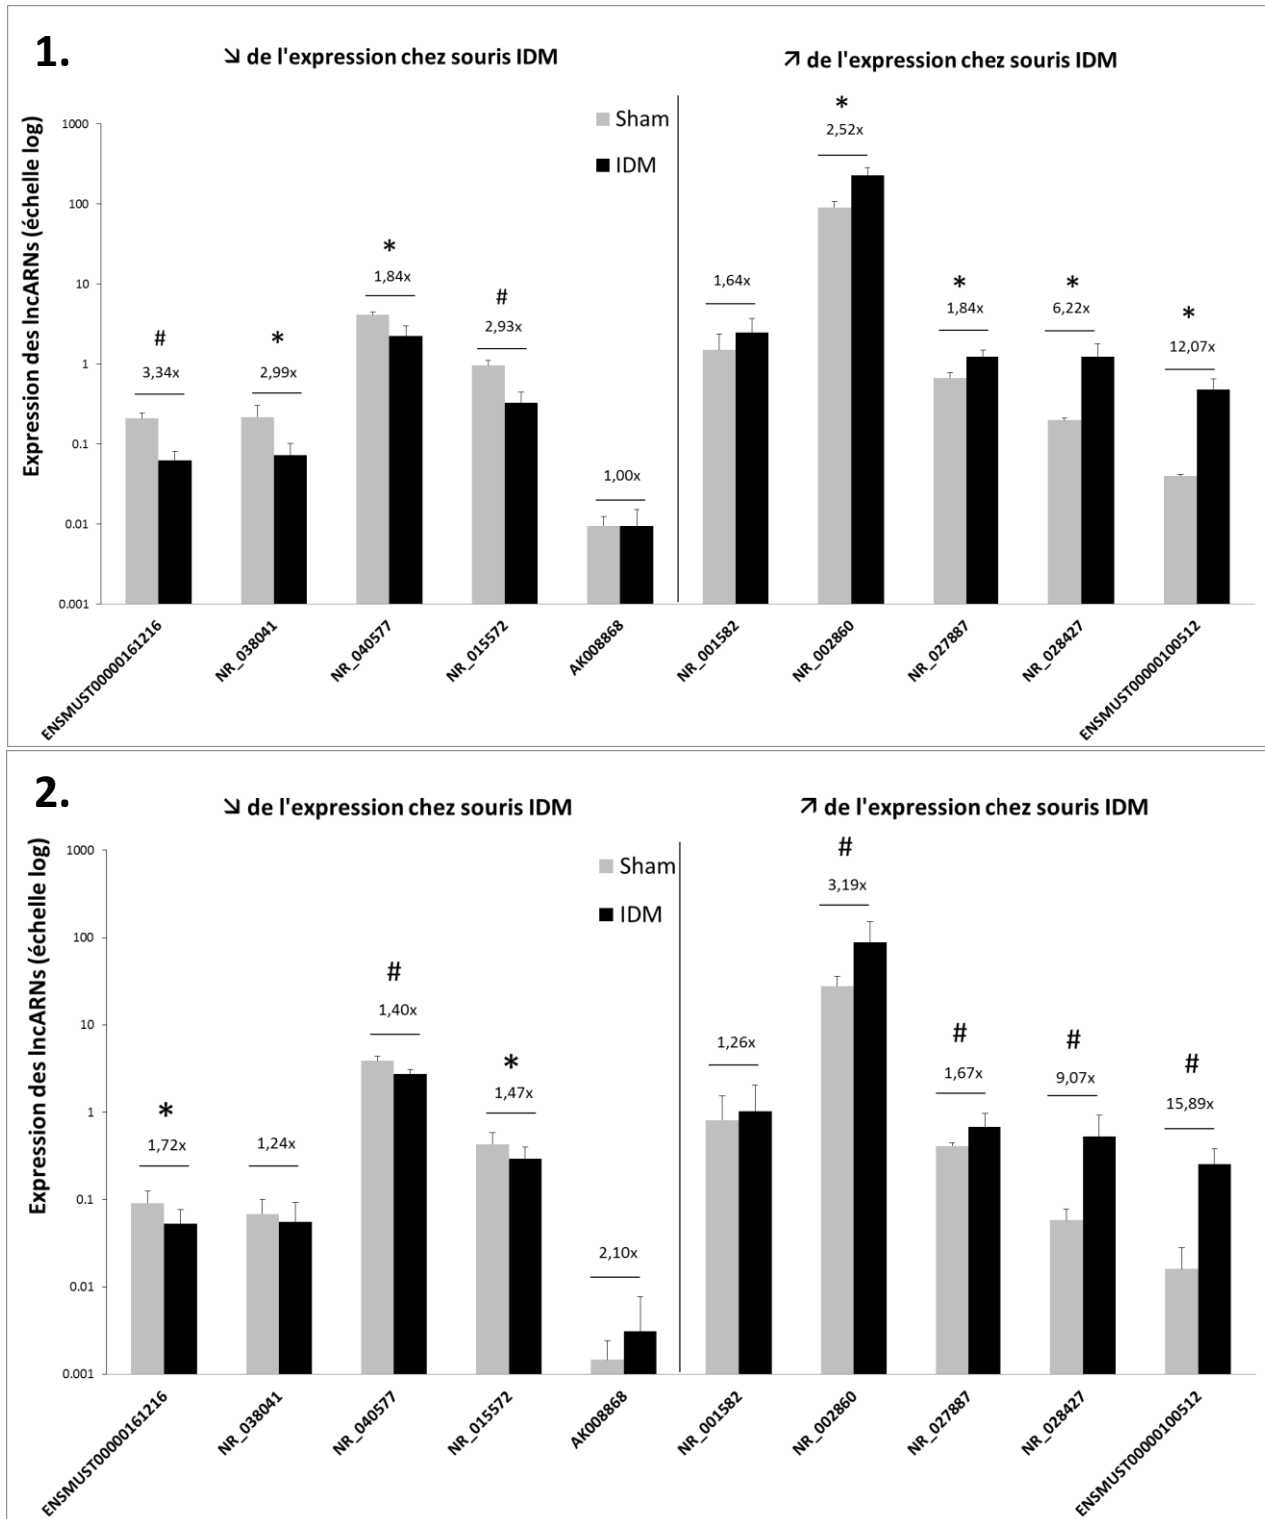 1.
↘ de l'expression chez souris IDM
↗ de l'expression chez souris IDM
Expression des lncARNs (échelle log)
1000
100
10
1
0.1
0.01
0.001
Sham
IDM
#
3,34x
*
2,99x
*
1,84x
#
2,93x
1,00x
1,64x
*
2,52x
*
1,84x
*
6,22x
*
12,07x
ENSMUST00000161216
NR_038041
NR_040577
NR_015572
AK008868
NR_001582
NR_002860
NR_027887
NR_028427
ENSMUST00000100512
2.
↘ de l'expression chez souris IDM
↗ de l'expression chez souris IDM
Expression des lncARNs (échelle log)
1000
100
10
1
0.1
0.01
0.001
Sham
IDM
*
1,72x
1,24x
#
1,40x
*
1,47x
2,10x
1,26x
#
3,19x
#
1,67x
#
9,07x
#
15,89x
ENSMUST00000161216
NR_038041
NR_040577
NR_015572
AK008868
NR_001582
NR_002860
NR_027887
NR_028427
ENSMUST00000100512